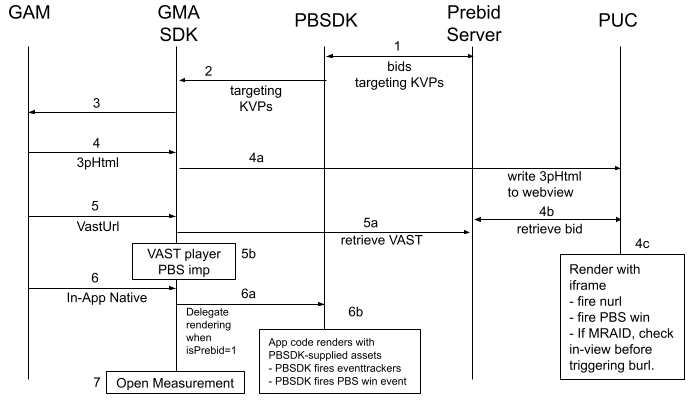 GAM
GMA
SDK
PBSDK
Prebid
Server
PUC
1
bids
targeting KVPs
2
targeting
KVPs
3
4
3pHtml
4a
write 3pHtml
to webview
5
VastUrl
5a
retrieve VAST
4b
retrieve bid
VAST player
PBS imp
5b
4c
Render with
iframe
- fire nurl
- fire PBS win
- If MRAID, check
in-view before
triggering burl.
6
In-App Native
6a
Delegate
rendering
when
isPrebid=1
6b
App code renders with
PBSDK-supplied assets
- PBSDK fires eventtrackers
- PBSDK fires PBS win event
7
Open Measurement